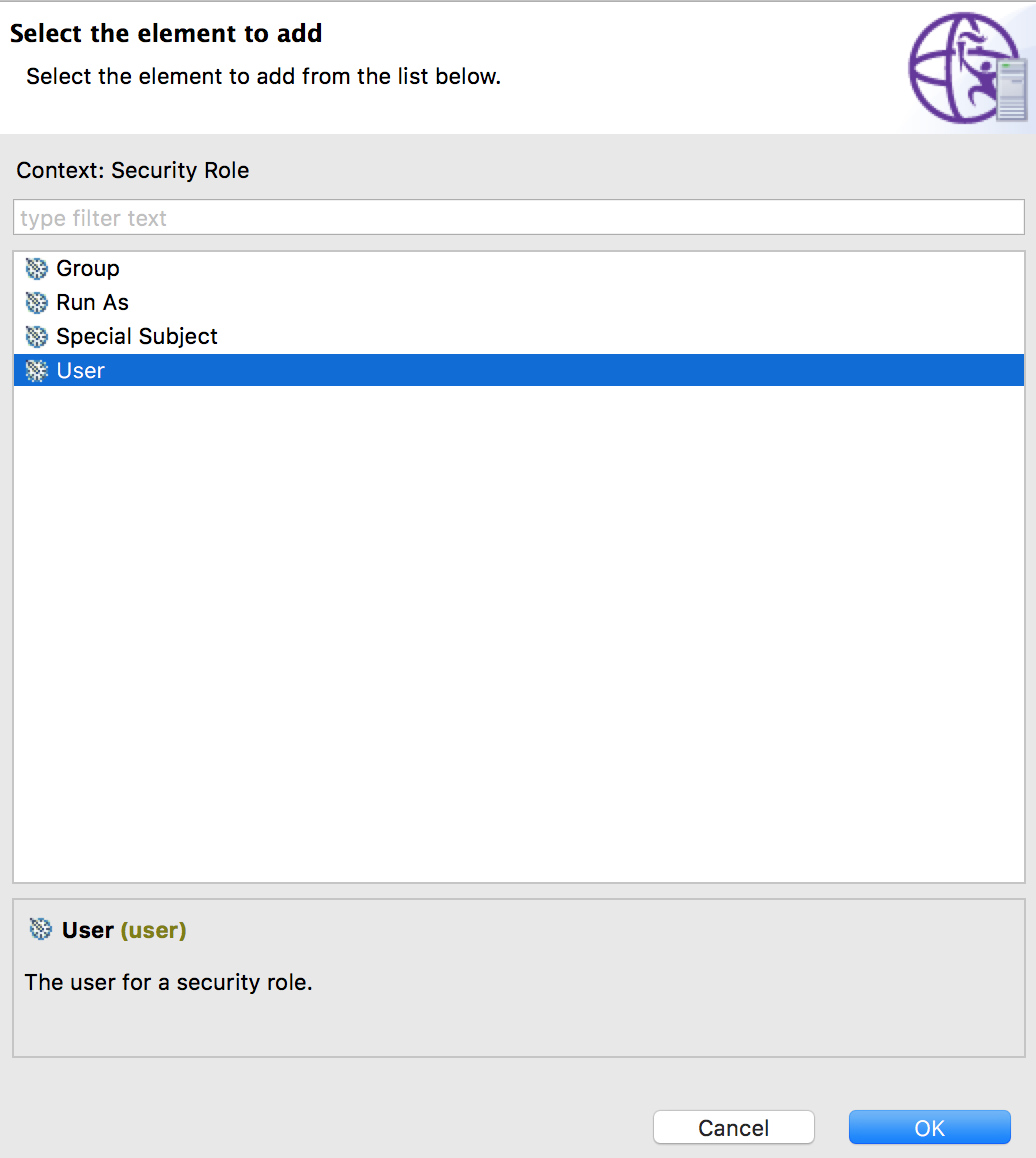 Select the element to add
Select the element to add from the list below.
Context: Security Role
type filter text
Group
Run As
Special Subject
User
User (user)
The user for a security role.
Cancel
OK